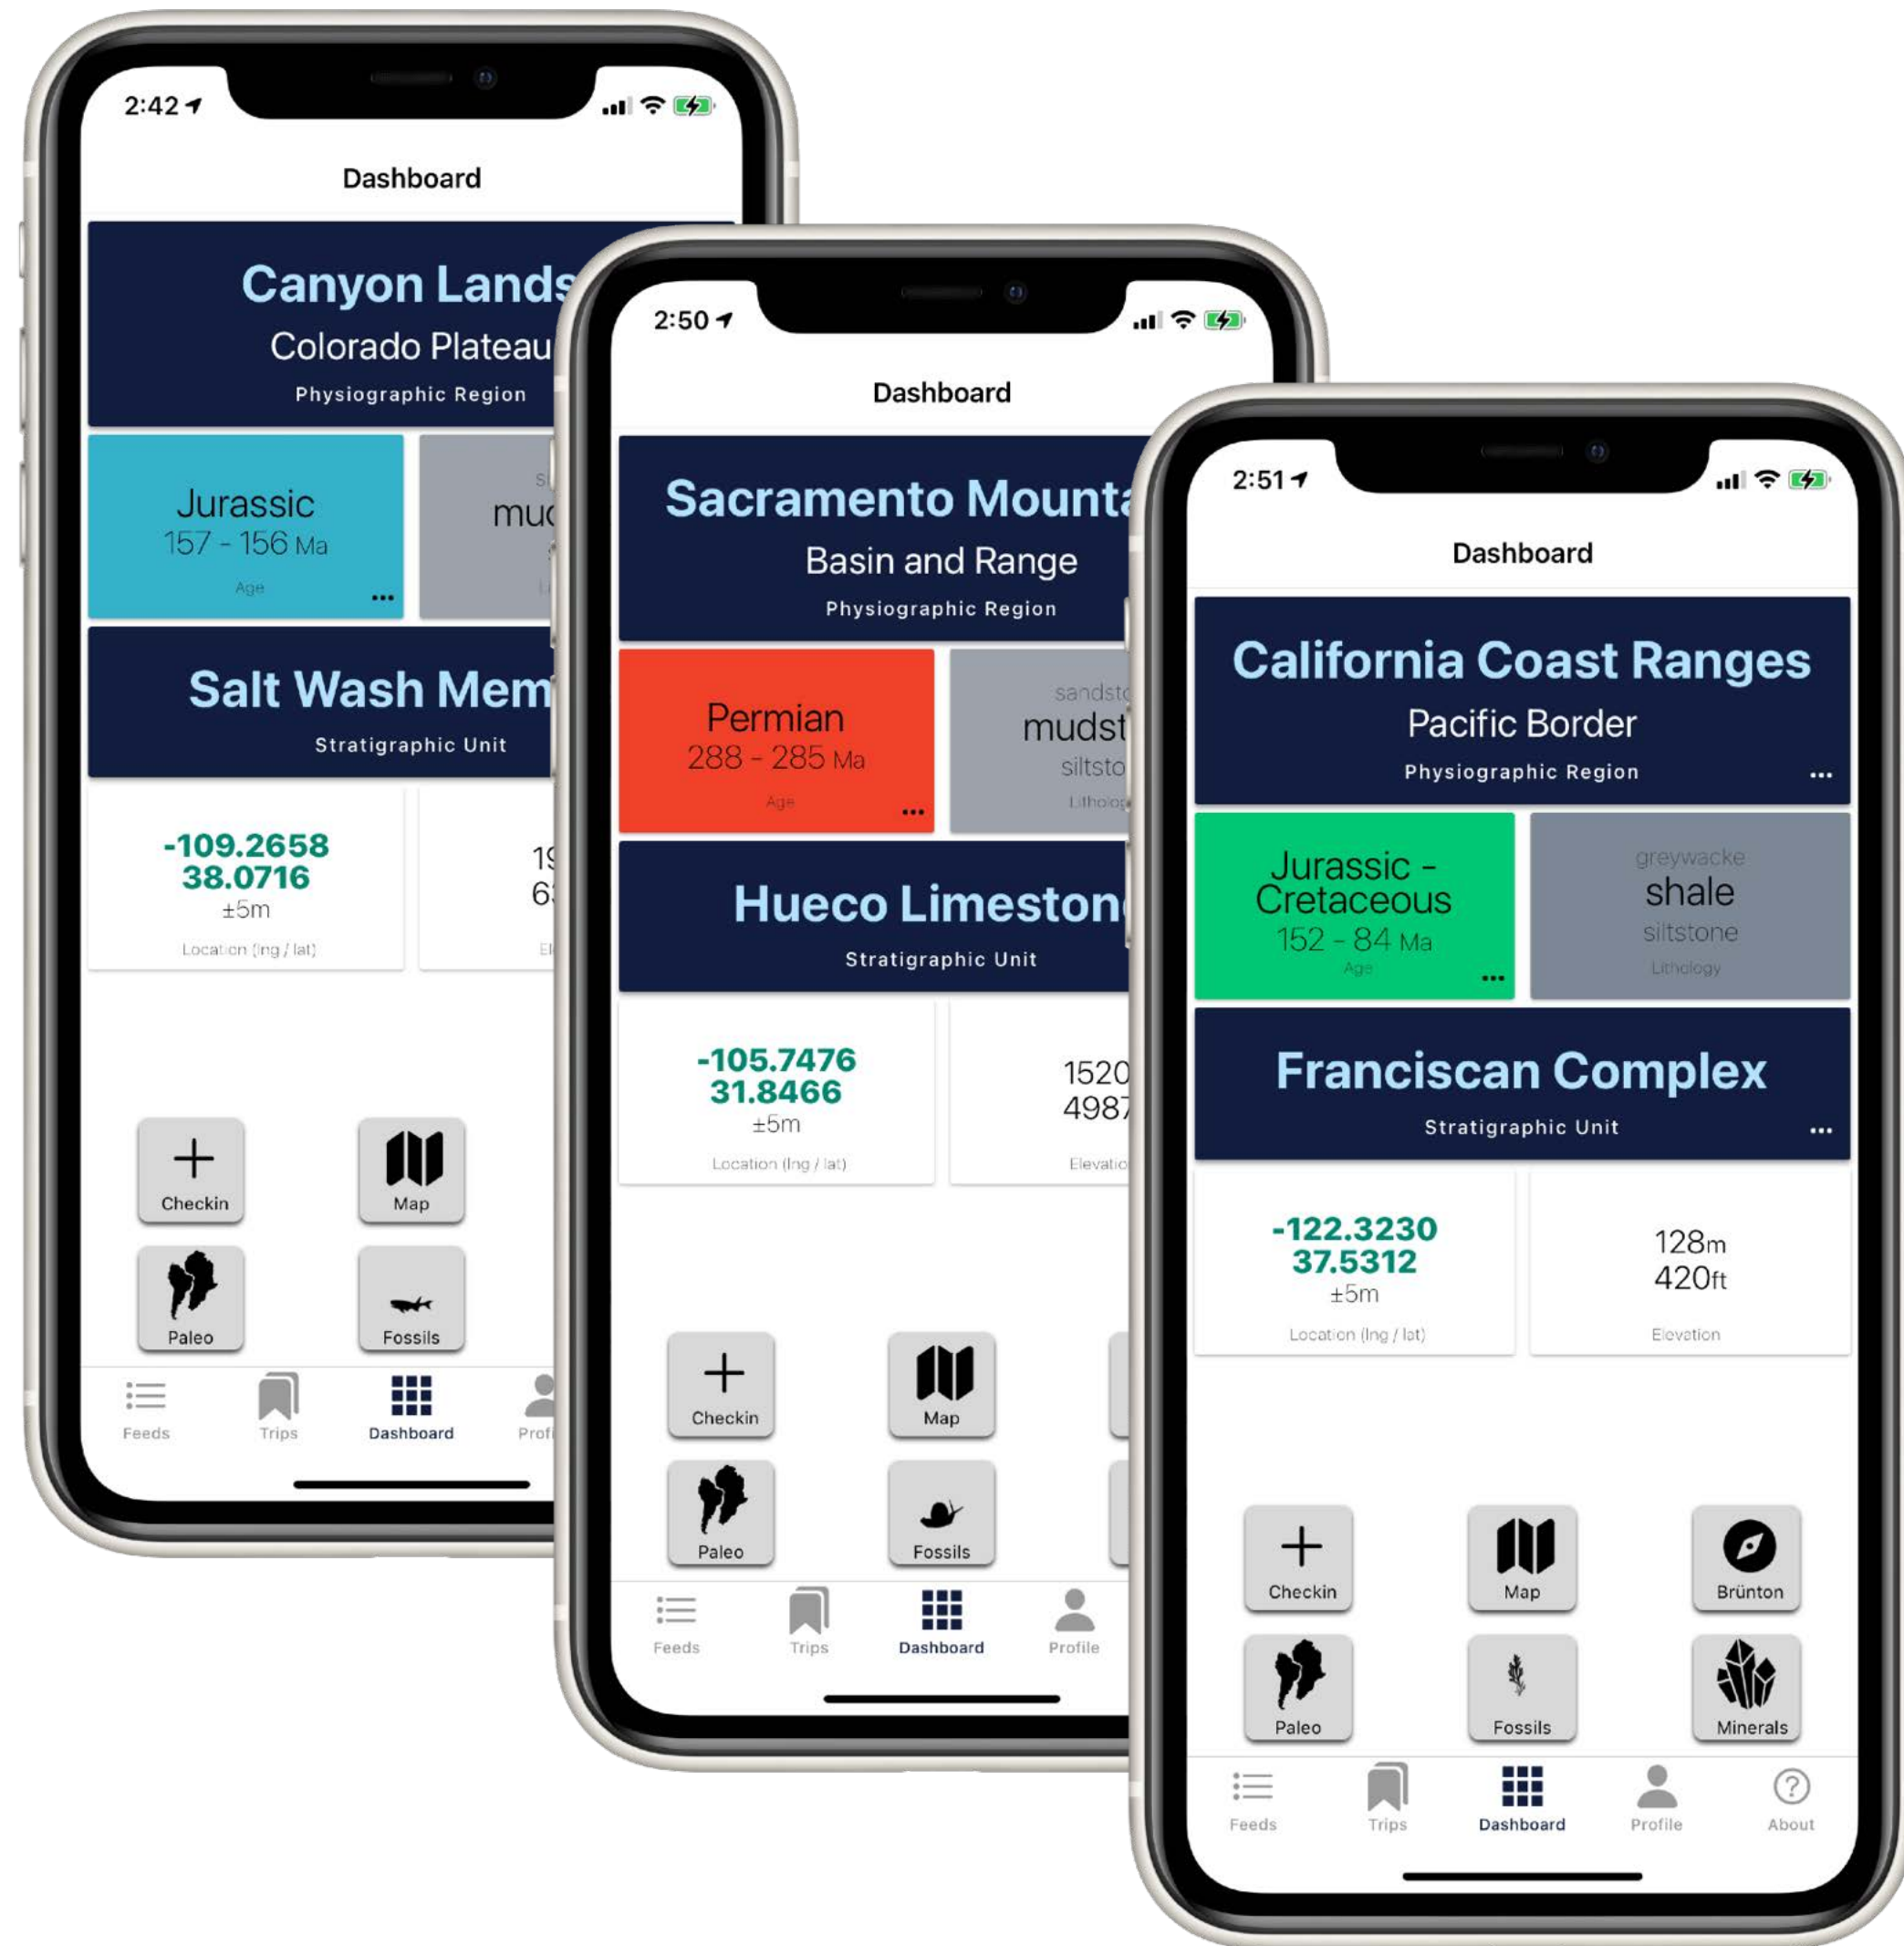 2:42
Dashboard
Canyon Lands
Colorado Plateau
Physiographic Region
Jurassic
157 - 156 Ma
Age
Salt Wash
Stratigraphic Unit
-109.2658
38.0716
±5m
Location (lng / lat)
Checkin
Map
Paleo
Fossils
Feeds
Trips
Dashboard
2:50
Dashboard
Sacramento
Basin and Range
Physiographic Region
Permian
288 - 285 Ma
Age
Hueco
Stratigraphic Unit
-105.7476
31.8466
±5m
Location (lng / lat)
1520
4987
Checkin
Map
Paleo
Fossils
Feeds
Trips
Dashboard
Profile
2:51
Dashboard
California Coast Ranges
Pacific Border
Physiographic Region
Jurassic -
Cretaceous
152 - 84 Ma
Age
greywacke
shale
siltstone
Lithology
Franciscan Complex
Stratigraphic Unit
-122.3230
37.5312
±5m
Location (lng / lat)
128m
420ft
Elevation
Checkin
Map
Brünton
Paleo
Fossils
Minerals
Feeds
Trips
Dashboard
Profile
About